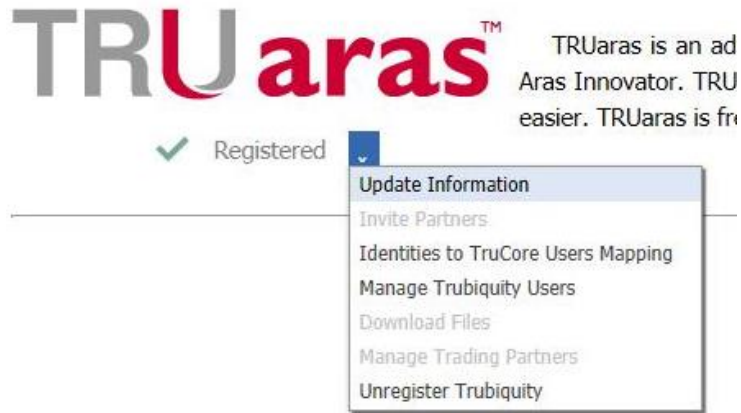 TRUaras™
TRUaras is an ad
Aras Innovator. TRU
easier. TRUaras is fre
Registered
Update Information
Invite Partners
Identities to TruCore Users Mapping
Manage Trubiquity Users
Download Files
Manage Trading Partners
Unregister Trubiquity